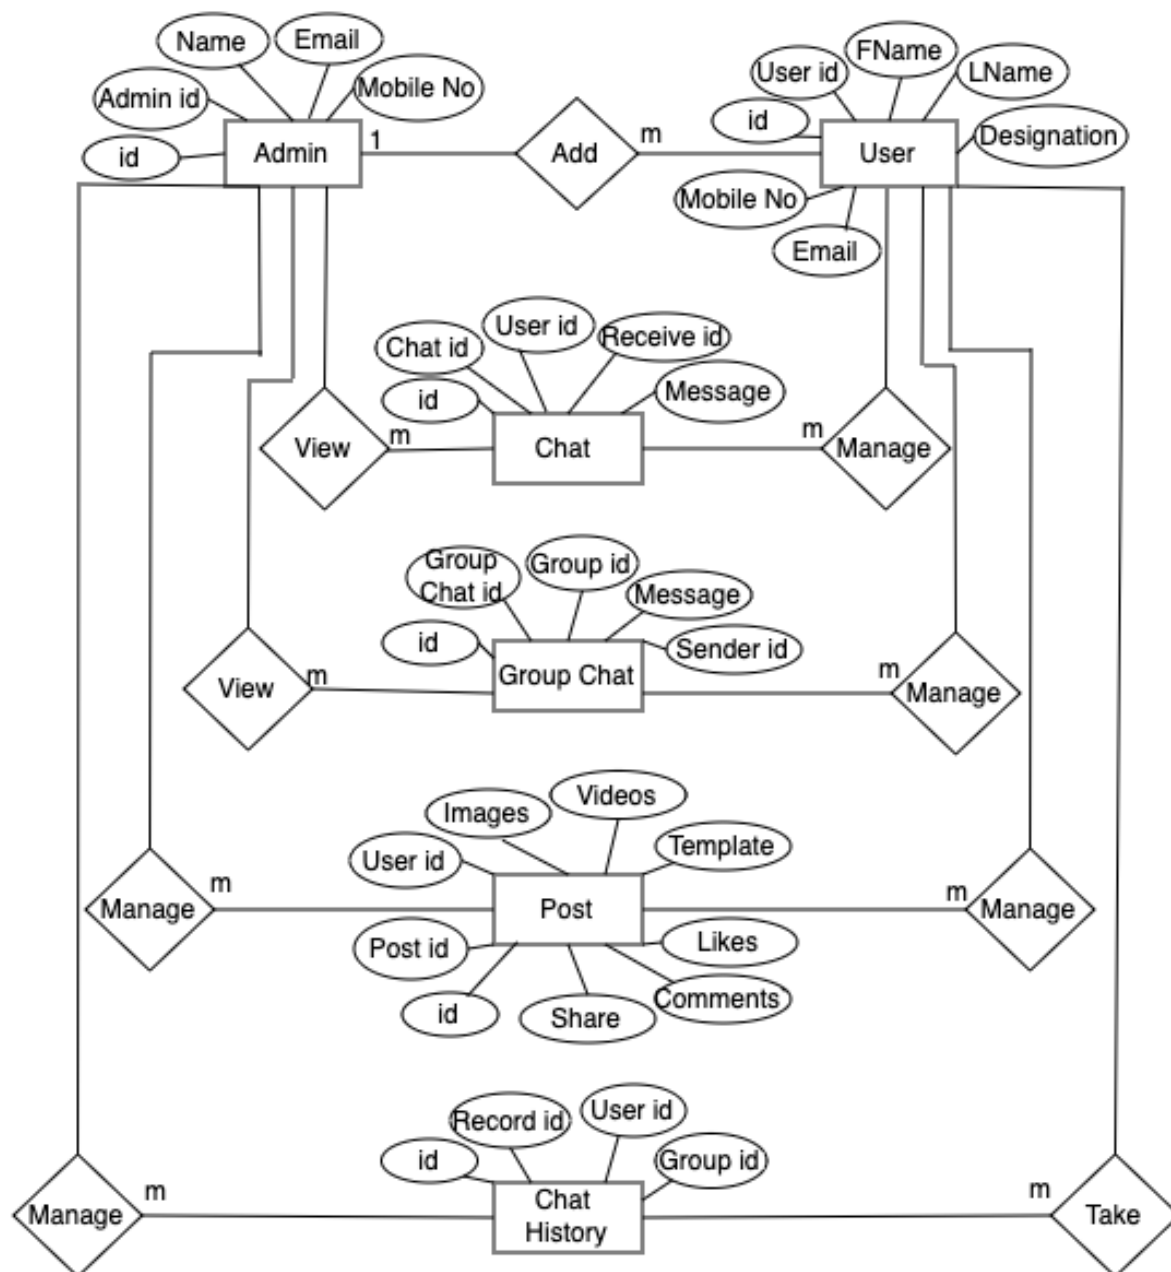 Name
Email
FName
User id
LName
Admin id
Mobile No
id
Designation
id
Admin
1
Add
m
User
Mobile No
Email
User id
Chat id
Receive id
id
Message
View
m
Chat
m
Manage
Group
Chat id
Group id
Message
id
Sender id
View
m
Group Chat
m
Manage
Videos
Images
User id
Template
Manage
m
Post
m
Manage
Post id
Likes
id
Share
Comments
Record id
User id
id
Group id
Manage
m
Chat
History
m
Take